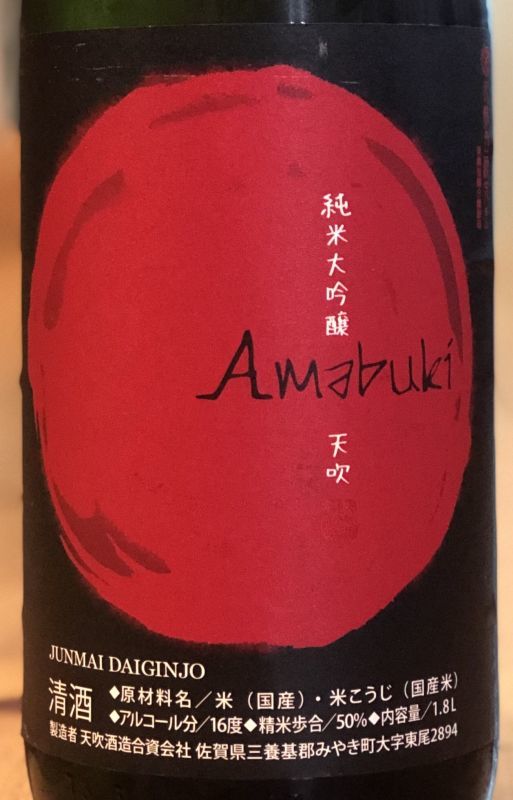 純米大吟醸
Amabuki
天吹
JUNMAI DAIGINJO
清酒
◆原材料名／米（国産）・米こうじ（国産米）
◆アルコール分／16度◆精米歩合／50%◆内容量／1.8L
製造者 天吹酒造合資会社 佐賀県三養基郡みやき町大字東尾2894